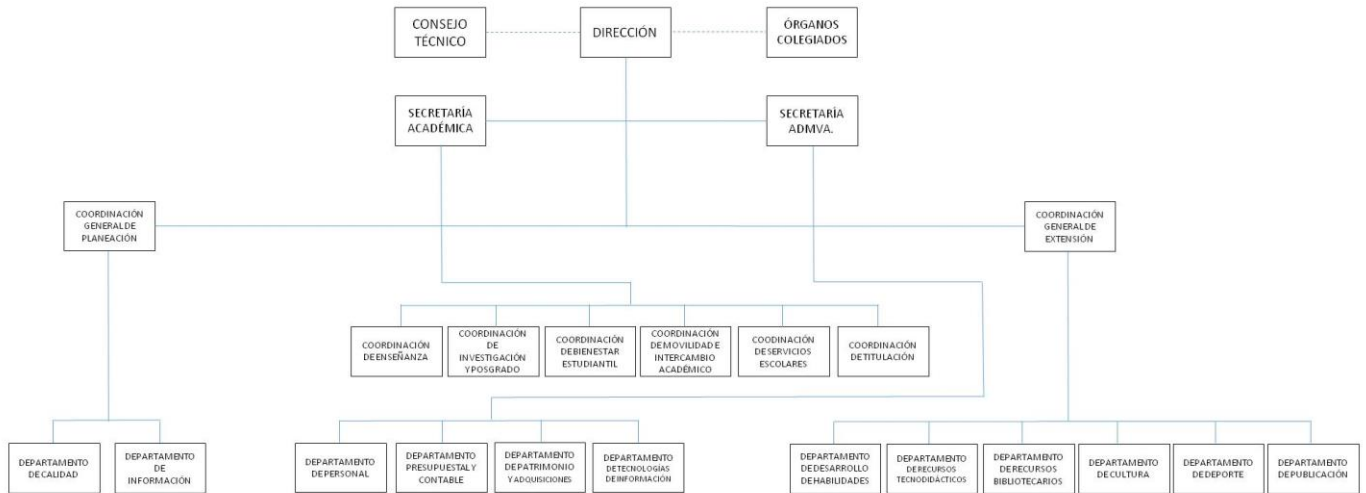 CONSEJO
TÉCNICO
DIRECCIÓN
ÓRGANOS
COLEGIADOS
SECRETARÍA
ACADÉMICA
SECRETARÍA
ADMVA.
COORDINACIÓN
GENERAL DE
PLANEACIÓN
COORDINACIÓN
GENERAL DE
EXTENSIÓN
COORDINACIÓN
DE ENSEÑANZA
COORDINACIÓN
DE
INVESTIGACIÓN
Y POSGRADO
COORDINACIÓN
DE BIENESTAR
ESTUDIANTIL
COORDINACIÓN
DE MOVILIDAD E
INTERCAMBIO
ACADÉMICO
COODINACIÓN
DE SERVICIOS
ESCOLARES
COORDINACIÓN
DE TITULACIÓN
DEPARTAMENTO
DE CALIDAD
DEPARTAMENTO
DE
INFORMACIÓN
DEPARTAMENTO
DE PERSONAL
DEPARTAMENTO
PRESUPUESTAL Y
CONTABLE
DEPARTAMENTO
DE PATRIMONIO
Y ADQUISICIONES
DEPARTAMENTO
DE TECNOLOGÍAS
DE INFORMACIÓN
DEPARTAMENTO
DE DESARROLLO
DE HABILIDADES
DEPARTAMENTO
DE RECURSOS
TECNODIDÁCTICOS
DEPARTAMENTO
DE RECURSOS
BIBLIOTECARIOS
DEPARTAMENTO
DE CULTURA
DEPARTAMENTO
DE DEPORTE
DEPARTAMENTO
DE PUBLICACIÓN